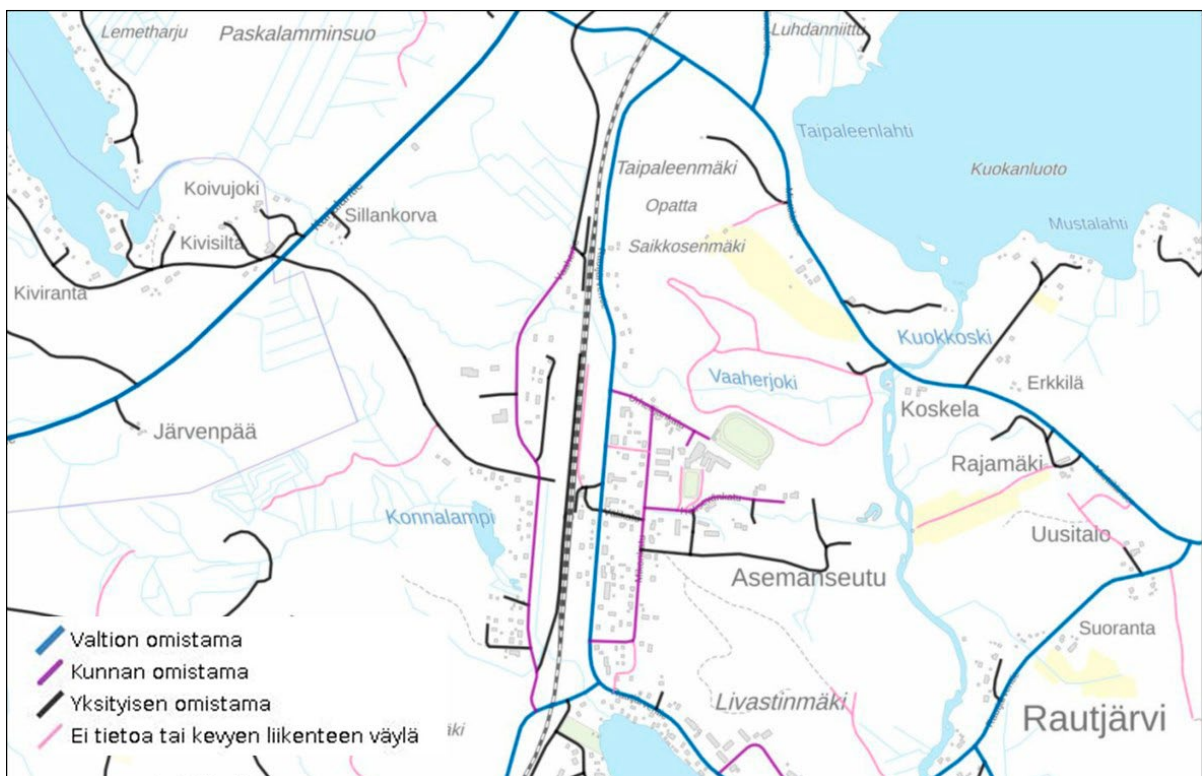 Lemetharju
Paskalamminsuo
Luhdanniittu
Taipaleenlahti
Taipaleenmäki
Kuokanluoto
Koivujoki
Opatta
Sillankorva
Mustalahti
Kivisilta
Saikkosenmäki
Kiviranta
Kuokkoski
Vaaherjoki
Erkkilä
Koskela
Järvenpää
Rajamäki
Konnalampi
Uusitalo
Asemanseutu
Suoranta
Livastinmäki
Rautjärvi
äki
Valtion omistama
Kunnan omistama
Yksityisen omistama
Ei tietoa tai kevyen liikenteen väylä